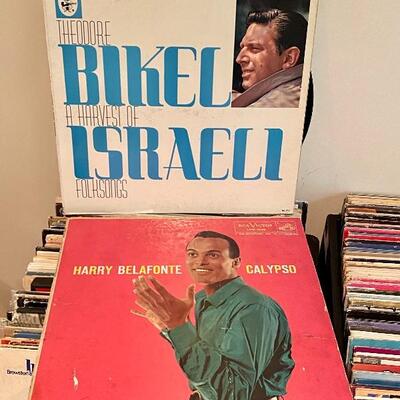 THEODORE
BIKEL
A HARVEST OF
ISRAELI
FOLKSONGS
RCA VICTOR
HARRY BELAFONTE CALYPSO